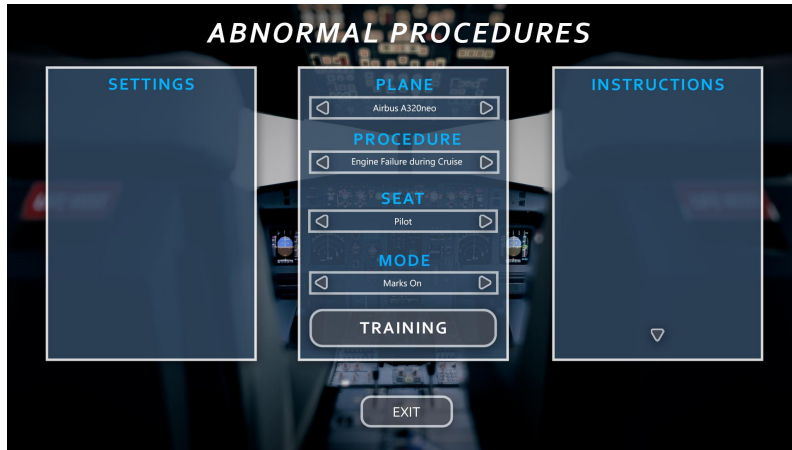 ABNORMAL PROCEDURES
SETTINGS
PLANE
Airbus A320neo
PROCEDURE
Engine Failure during Cruise
SEAT
Pilot
MODE
Marks On
TRAINING
INSTRUCTIONS
EXIT